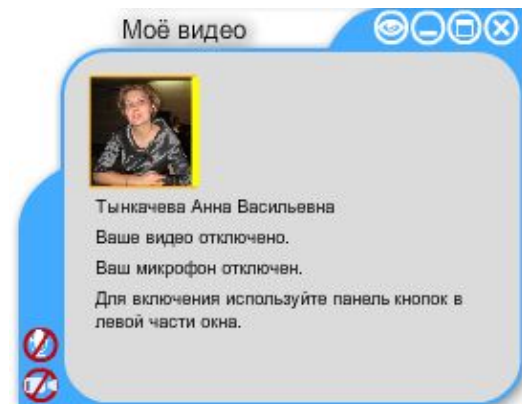 Моё видео
Тынкачева Анна Васильевна
Ваше видео отключено.
Ваш микрофон отключен.
Для включения используйте панель кнопок в
левой части окна.